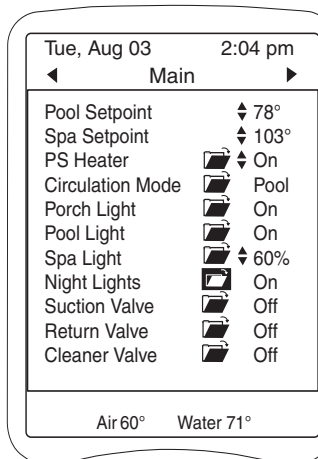 Tue, Aug 03 2:04 pm
Main
Pool Setpoint 78°
Spa Setpoint 103°
PS Heater On
Circulation Mode Pool
Porch Light On
Pool Light On
Spa Light 60%
Night Lights On
Suction Valve Off
Return Valve Off
Cleaner Valve Off
Air 60° Water 71°